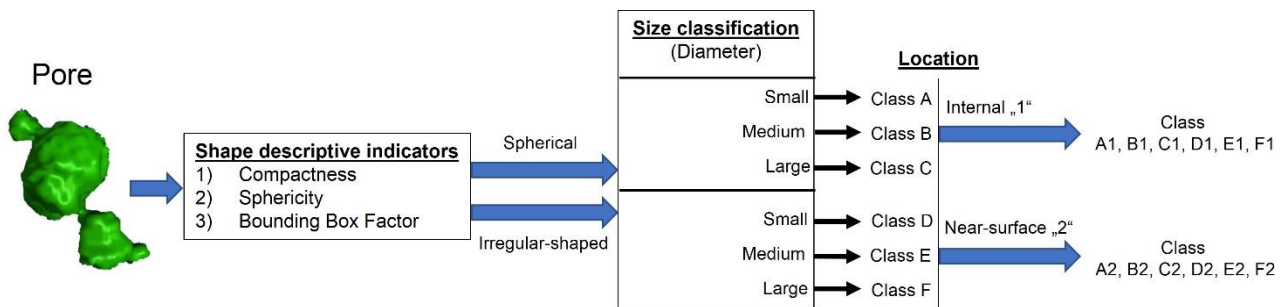 Pore
Shape descriptive indicators
1) Compactness
2) Sphericity
3) Bounding Box Factor
Spherical
Irregular-shaped
Size classification
(Diameter)
Small
Medium
Large
Small
Medium
Large
Location
Class A
Class B
Class C
Class D
Class E
Class F
Internal „1“
Near-surface „2“
Class
A1, B1, C1, D1, E1, F1
Class
A2, B2, C2, D2, E2, F2